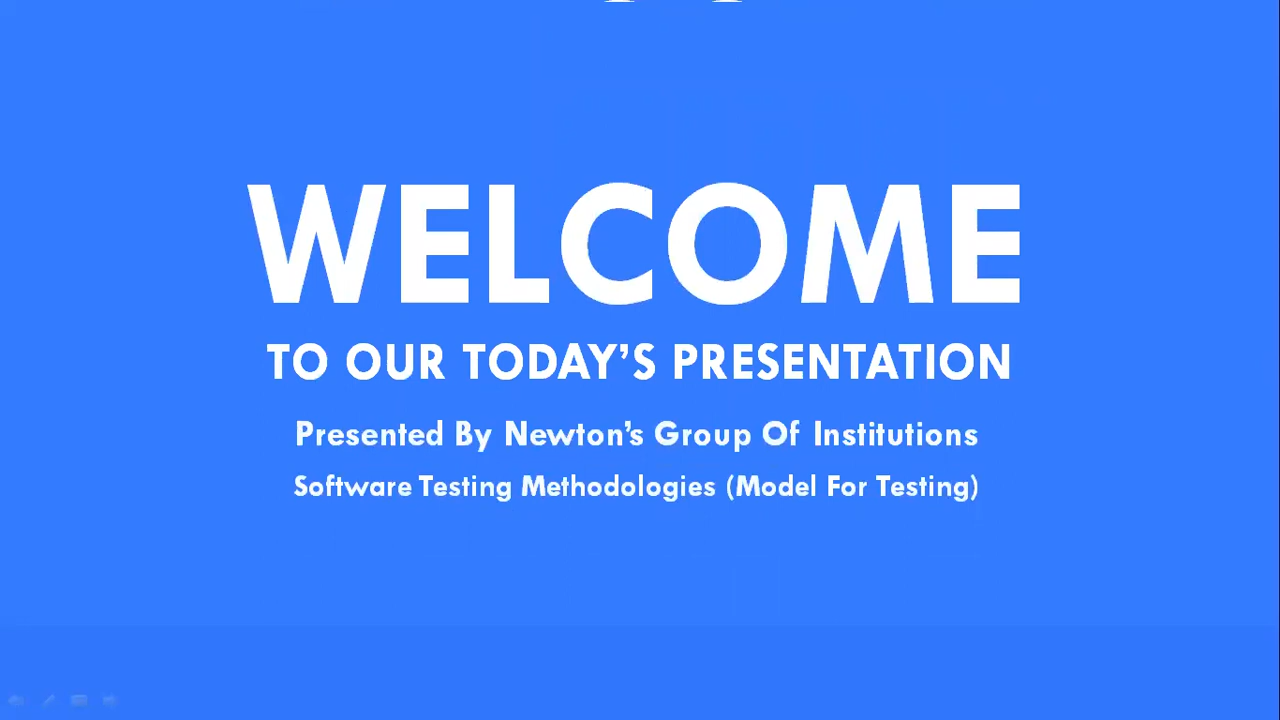 WELCOME
TO OUR TODAY'S PRESENTATION
Presented By Newton's Group Of Institutions
Software Testing Methodologies (Model For Testing)